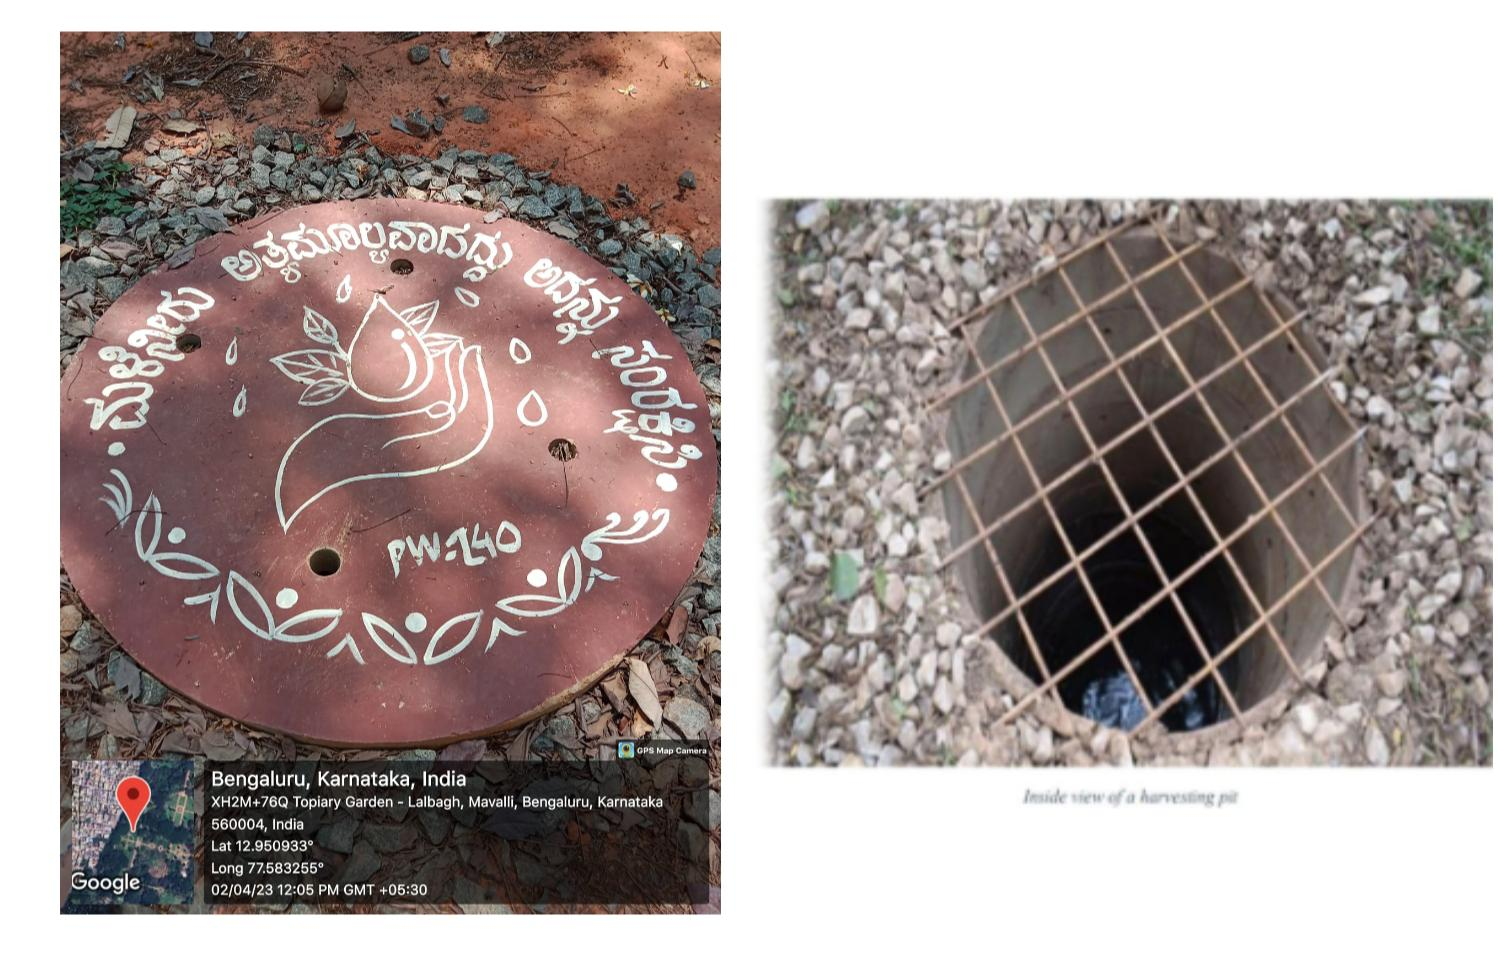 ಮಳೆನೀರು ಅತ್ಯಮೂಲ್ಯವಾದದ್ದು ಅದನ್ನು ಸಂರಕ್ಷಿಸಿ
PW-240
GPS Map Camera
Bengaluru, Karnataka, India
XH2M+76Q Topiary Garden - Lalbagh, Mavalli, Bengaluru, Karnataka
560004, India
Lat 12.950933°
Long 77.583255°
02/04/23 12:05 PM GMT +05:30
Google
Inside view of a harvesting pit